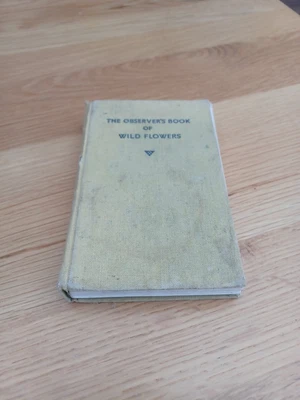 THE OBSERVER'S BOOK
OF
WILD FLOWERS